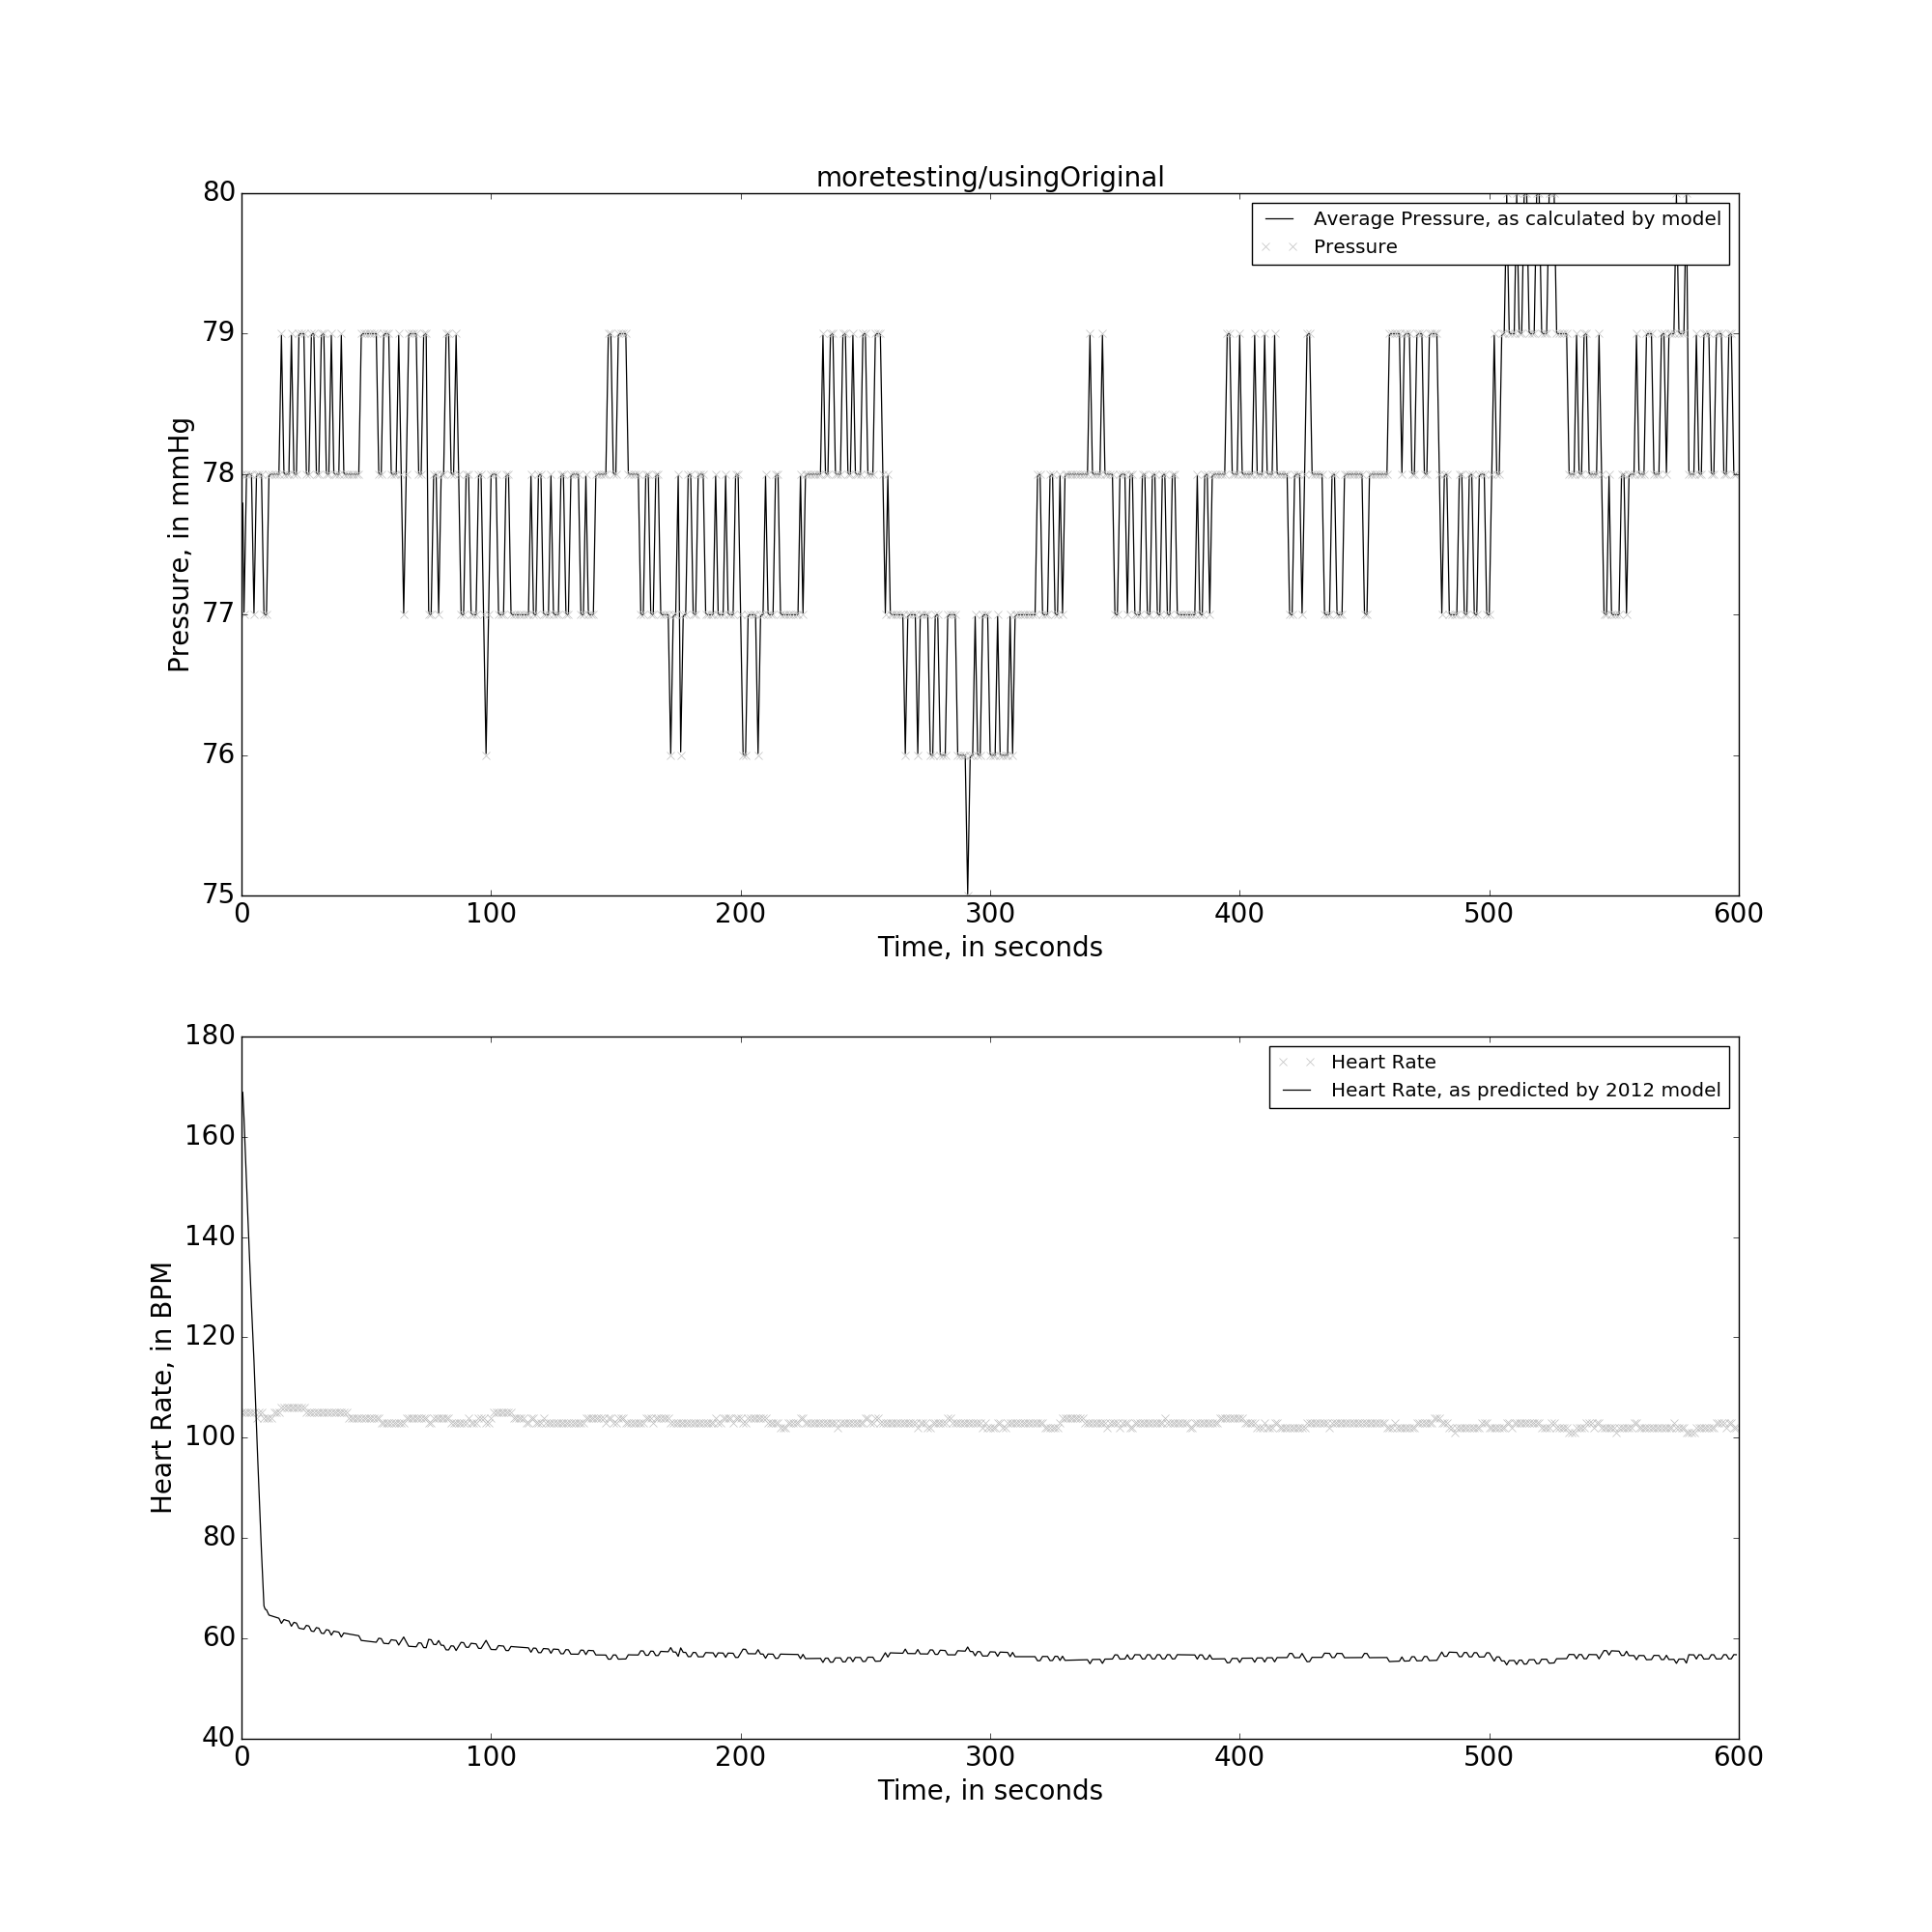 moretesting/usingOriginal
80
79
78
77
76
75
Pressure, in mmHg
Average Pressure, as calculated by model
Pressure
0 100 200 300 400 500 600
Time, in seconds
180
160
140
120
100
80
60
40
Heart Rate, in BPM
Heart Rate
Heart Rate, as predicted by 2012 model
0 100 200 300 400 500 600
Time, in seconds